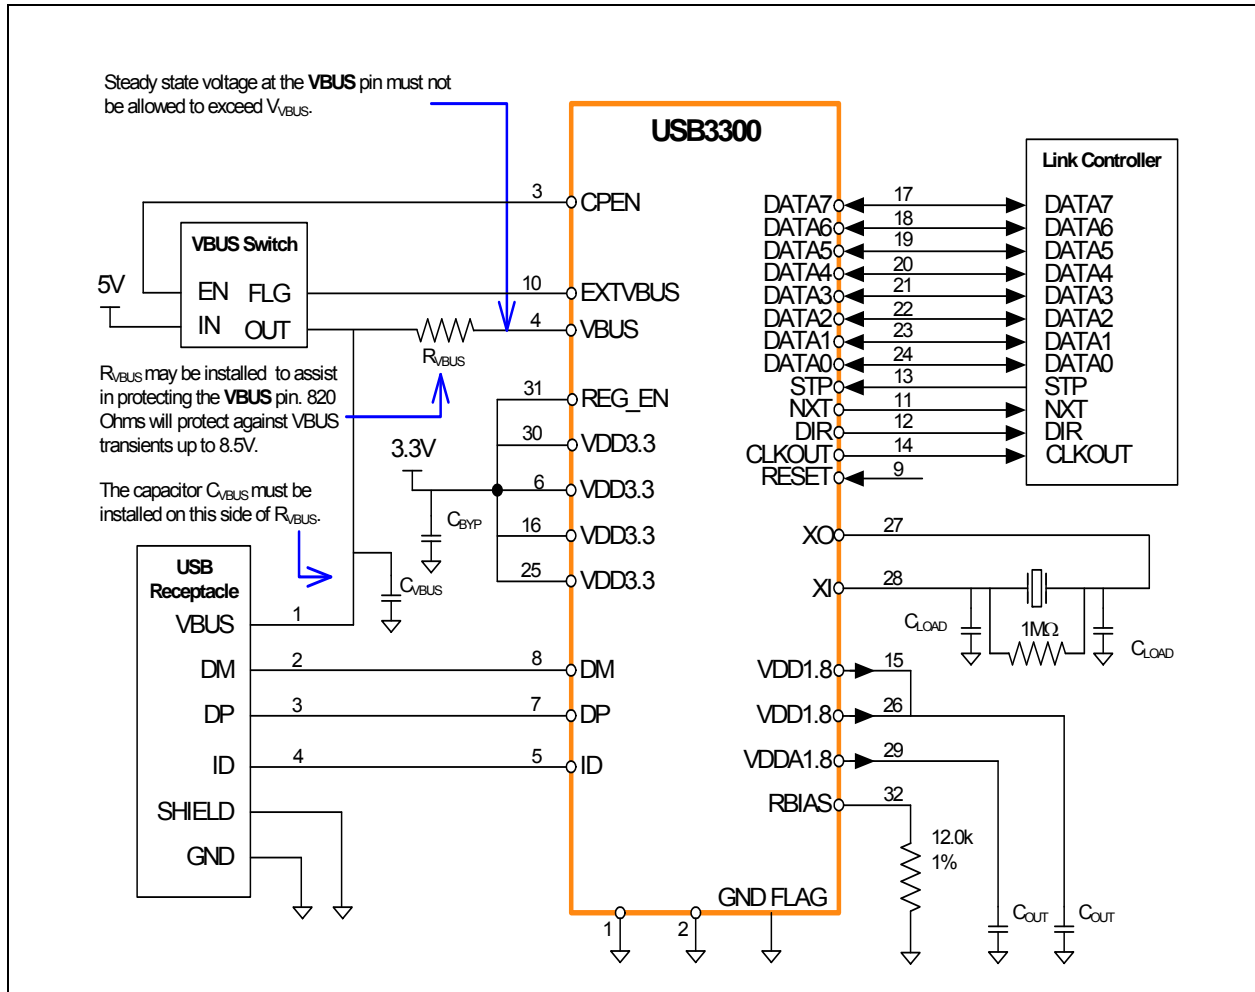 Steady state voltage at the VBUS pin must not
be allowed to exceed VVBUS.
USB3300
Link Controller
3
CPEN
VBUS Switch
5V
EN FLG
IN OUT
10
EXTVBUS
4
VBUS
RVBUS
RVBUS may be installed to assist
in protecting the VBUS pin. 820
Ohms will protect against VBUS
transients up to 8.5V.
The capacitor CVBUS must be
installed on this side of RVBUS.
31
REG_EN
30
VDD3.3
3.3V
6
VDD3.3
CBYP
16
VDD3.3
25
VDD3.3
CVBUS
USB
Receptacle
VBUS 1
DM 2 8 DM
DP 3 7 DP
ID 4 5 ID
SHIELD
GND
DATA7 17 DATA7
DATA6 18 DATA6
DATA5 19 DATA5
DATA4 20 DATA4
DATA3 21 DATA3
DATA2 22 DATA2
DATA1 23 DATA1
DATA0 24 DATA0
STP 13 STP
NXT 11 NXT
DIR 12 DIR
CLKOUT 14 CLKOUT
RESET 9
XO 27
XI 28
CLOAD
1MΩ
CLOAD
VDD1.8 15
VDD1.8 26
VDDA1.8 29
RBIAS 32
12.0k
1%
GND FLAG
1
2
COUT
COUT